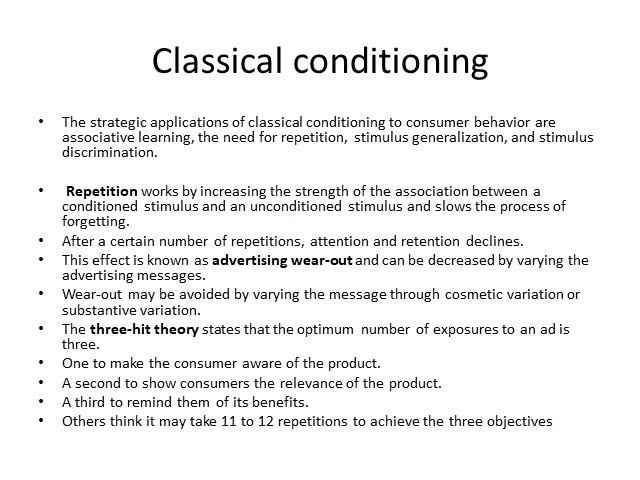 Classical conditioning
• The strategic applications of classical conditioning to consumer behavior are
associative learning, the need for repetition, stimulus generalization, and stimulus
discrimination.
• Repetition works by increasing the strength of the association between a
conditioned stimulus and an unconditioned stimulus and slows the process of
forgetting.
• After a certain number of repetitions, attention and retention declines.
• This effect is known as advertising wear-out and can be decreased by varying the
advertising messages.
• Wear-out may be avoided by varying the message through cosmetic variation or
substantive variation.
• The three-hit theory states that the optimum number of exposures to an ad is
three.
• One to make the consumer aware of the product.
• A second to show consumers the relevance of the product.
• A third to remind them of its benefits.
• Others think it may take 11 to 12 repetitions to achieve the three objectives